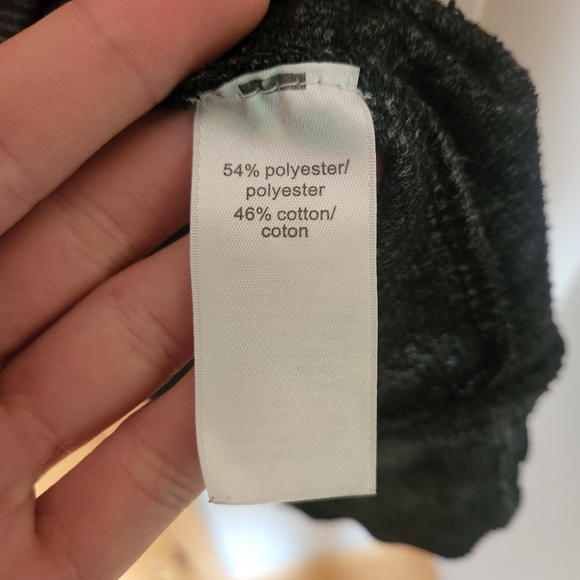 54% polyester/
polyester
46% cotton/
coton